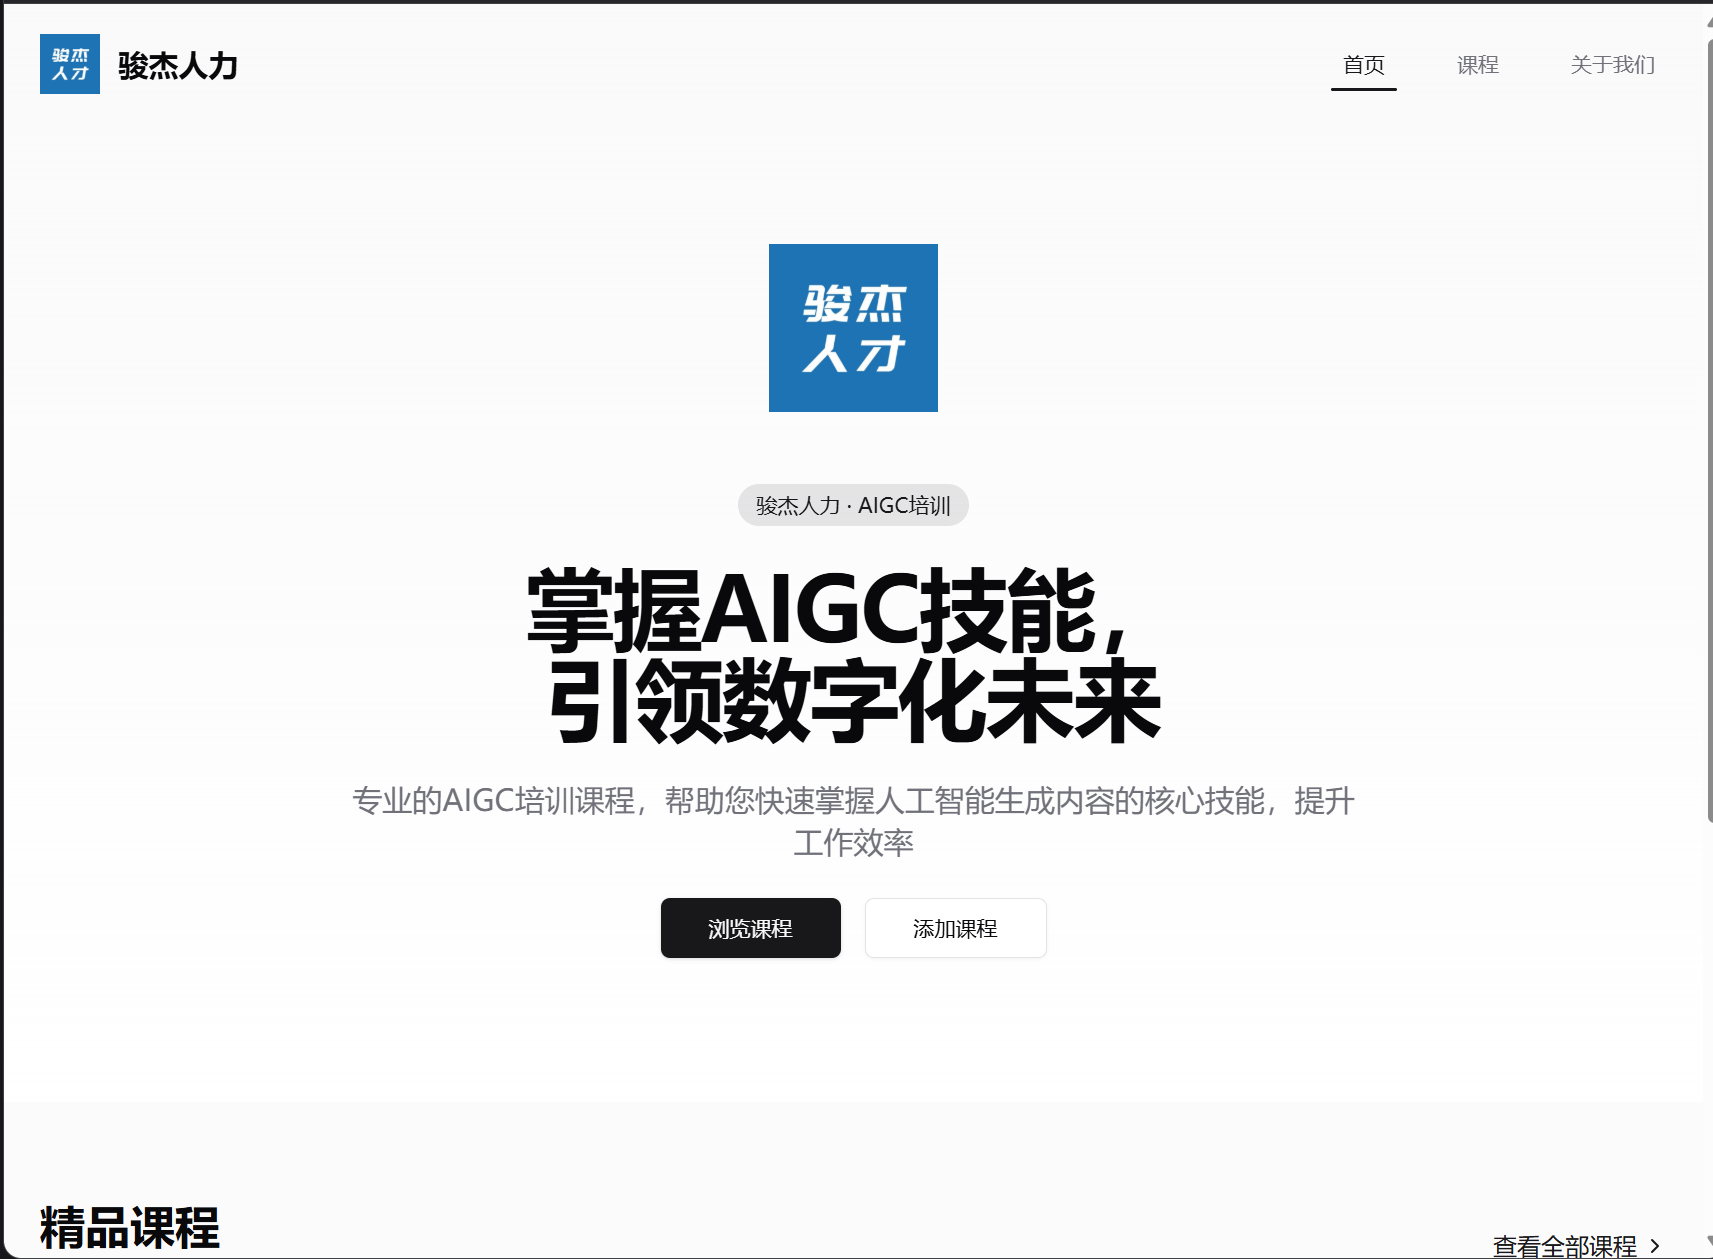 骏杰
人才
骏杰人力
首页
课程
关于我们
骏杰
人才
骏杰人力 · AIGC培训
掌握AIGC技能，
引领数字化未来
专业的AIGC培训课程，帮助您快速掌握人工智能生成内容的核心技能，提升
工作效率
浏览课程
添加课程
精品课程
查看全部课程